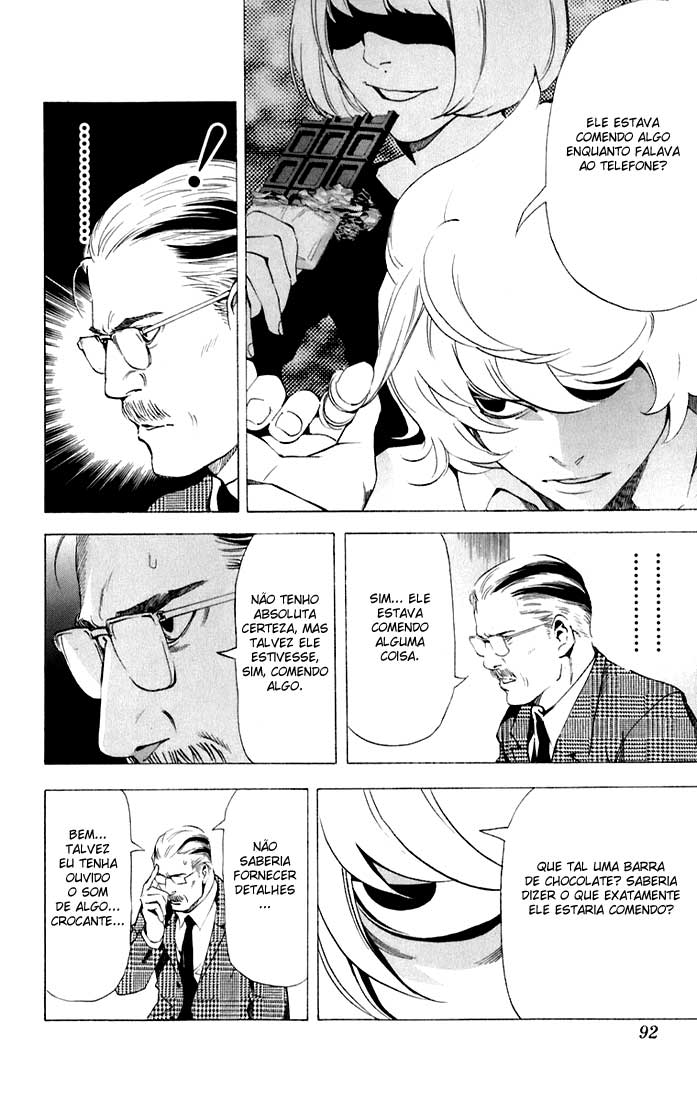 ELE ESTAVA
COMENDO ALGO
ENQUANTO FALAVA
AO TELEFONE?
!
SIM... ELE
ESTAVA
COMENDO
ALGUMA
COISA.
NÃO TENHO
ABSOLUTA
CERTEZA, MAS
TALVEZ ELE
ESTIVESSE,
SIM, COMENDO
ALGO.
QUE TAL UMA BARRA
DE CHOCOLATE? SABERIA
DIZER O QUE EXATAMENTE
ELE ESTARIA COMENDO?
NÃO
SABERIA
FORNECER
DETALHES
...
BEM...
TALVEZ
EU TENHA
OUVIDO
O SOM
DE ALGO...
CROCANTE...
92